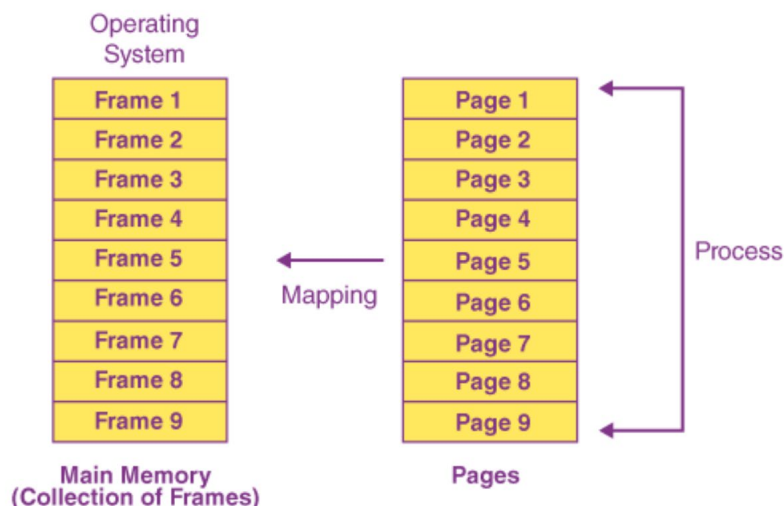 Operating
System
Frame 1
Frame 2
Frame 3
Frame 4
Frame 5
Frame 6
Frame 7
Frame 8
Frame 9
Main Memory
(Collection of Frames)
Mapping
Page 1
Page 2
Page 3
Page 4
Page 5
Page 6
Page 7
Page 8
Page 9
Pages
Process